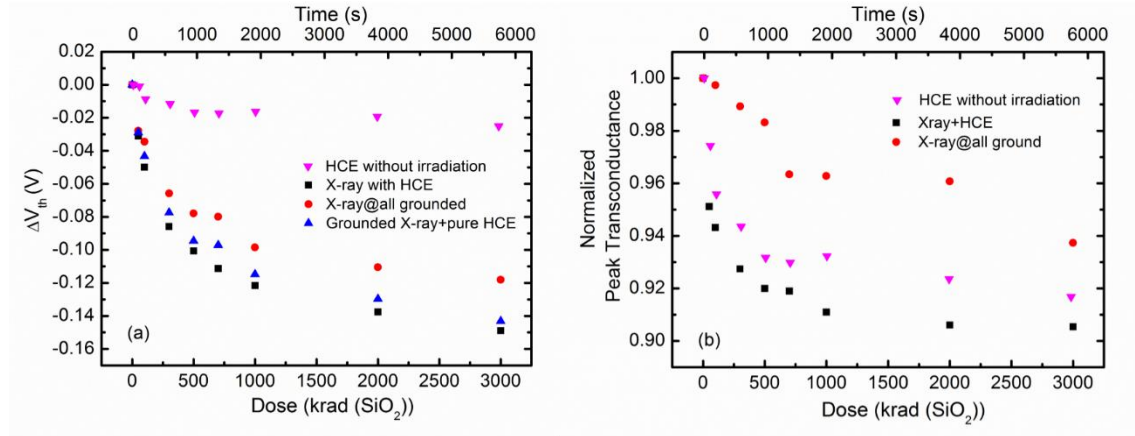 Time (s)
0 1000 2000 3000 4000 5000 6000
0.02
0.00
-0.02
-0.04
-0.06
-0.08
-0.10
-0.12
-0.14
-0.16
ΔVth (V)
HCE without irradiation
X-ray with HCE
X-ray@all grounded
Grounded X-ray+pure HCE
(a)
0 500 1000 1500 2000 2500 3000
Dose (krad (SiO2))
Time (s)
0 1000 2000 3000 4000 5000 6000
1.00
0.98
0.96
0.94
0.92
0.90
Normalized
Peak Transconductance
HCE without irradiation
Xray+HCE
X-ray@all ground
(b)
0 500 1000 1500 2000 2500 3000
Dose (krad (SiO2))